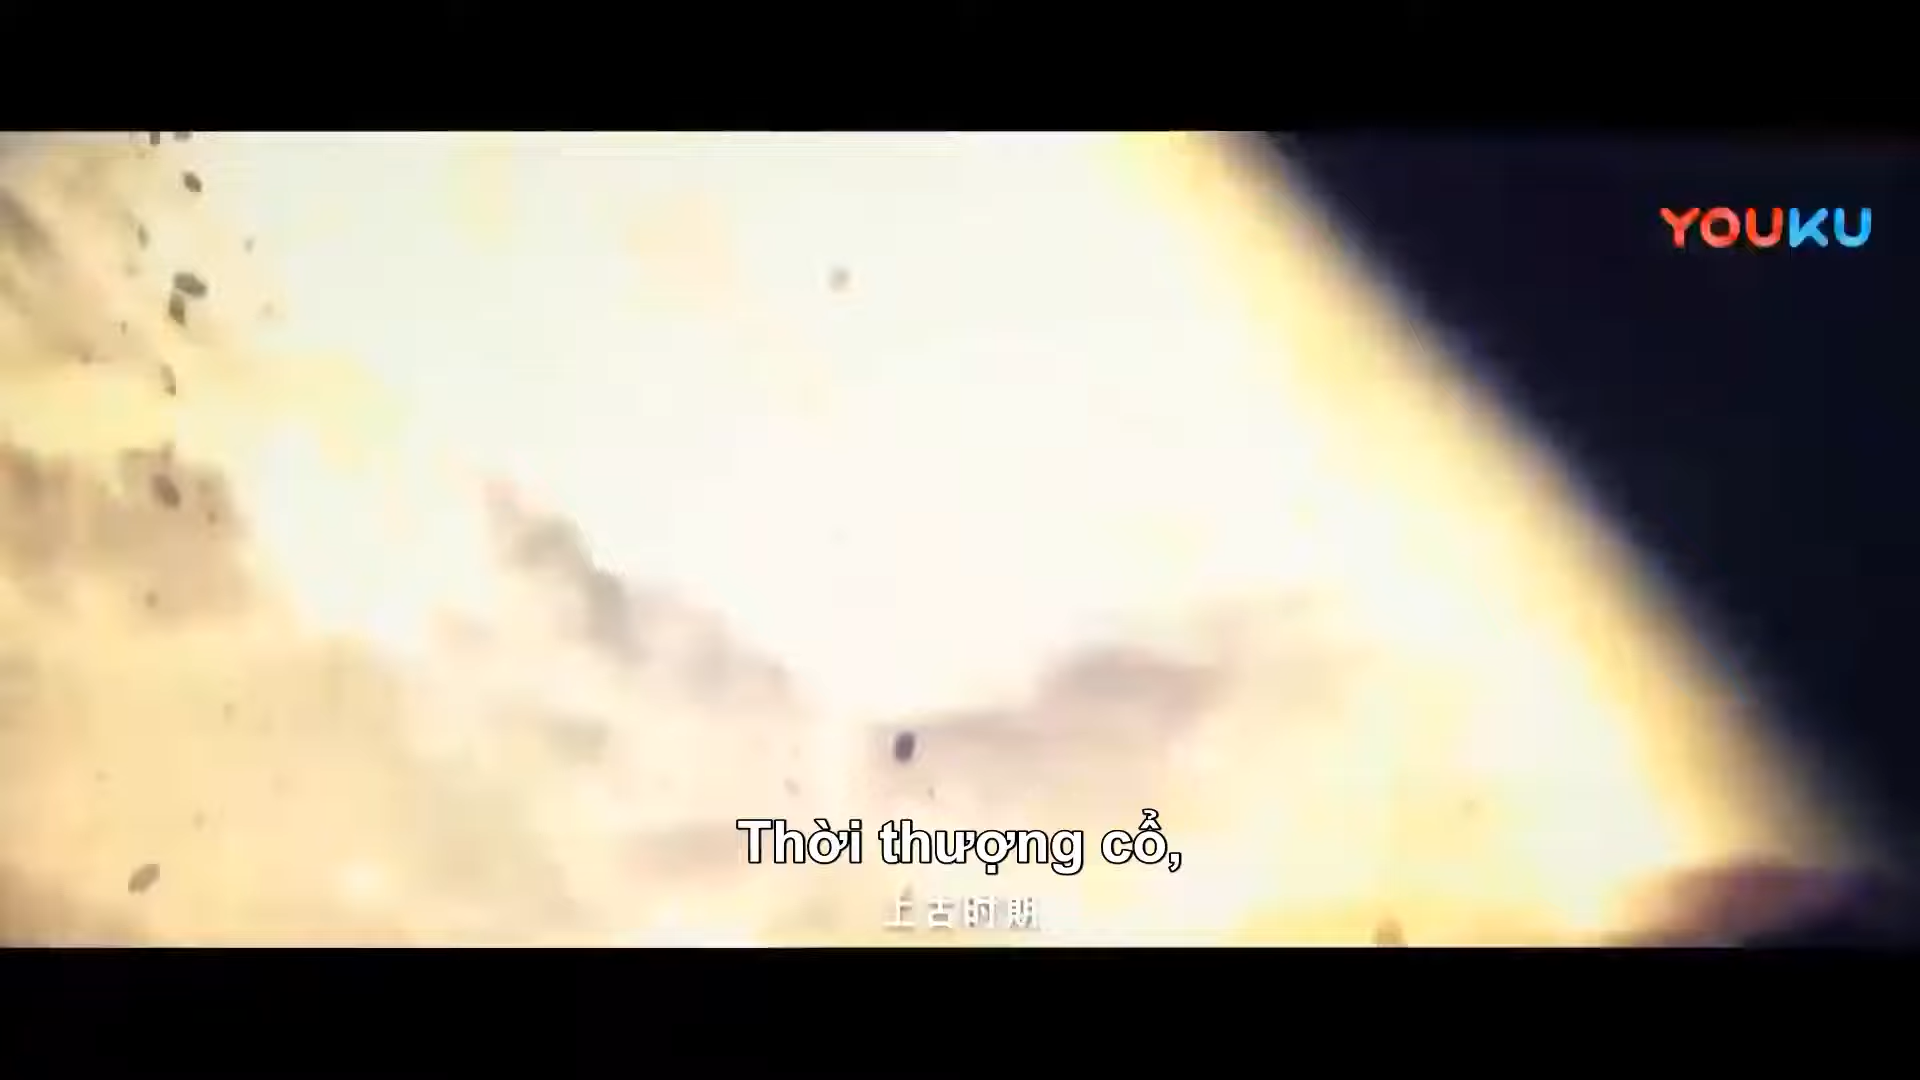 YOUKU
Thời thượng cổ,
上古时期